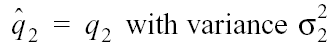 q̂₂ = q₂ with variance σ₂²